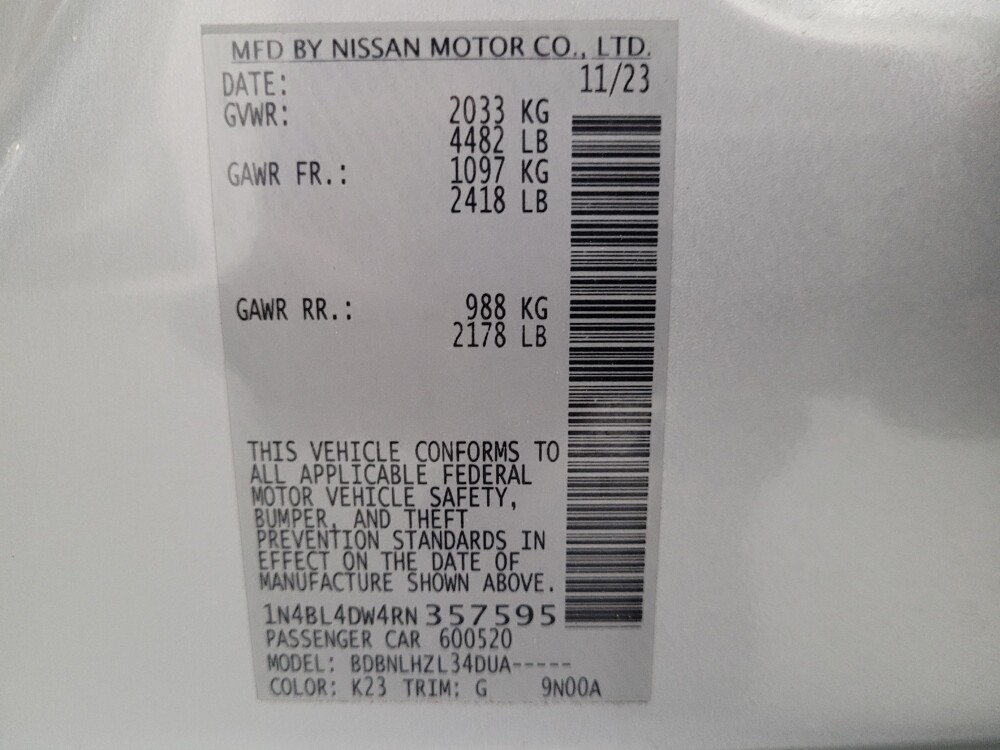 MFD BY NISSAN MOTOR CO., LTD.
DATE: 11/23
GVWR: 2033 KG
4482 LB
GAWR FR.: 1097 KG
2418 LB
GAWR RR.: 988 KG
2178 LB
THIS VEHICLE CONFORMS TO
ALL APPLICABLE FEDERAL
MOTOR VEHICLE SAFETY,
BUMPER, AND THEFT
PREVENTION STANDARDS IN
EFFECT ON THE DATE OF
MANUFACTURE SHOWN ABOVE.
1N4BL4DW4RN357595
PASSENGER CAR 600520
MODEL: BDBNLHZL34DUA-----
COLOR: K23 TRIM: G 9N00A